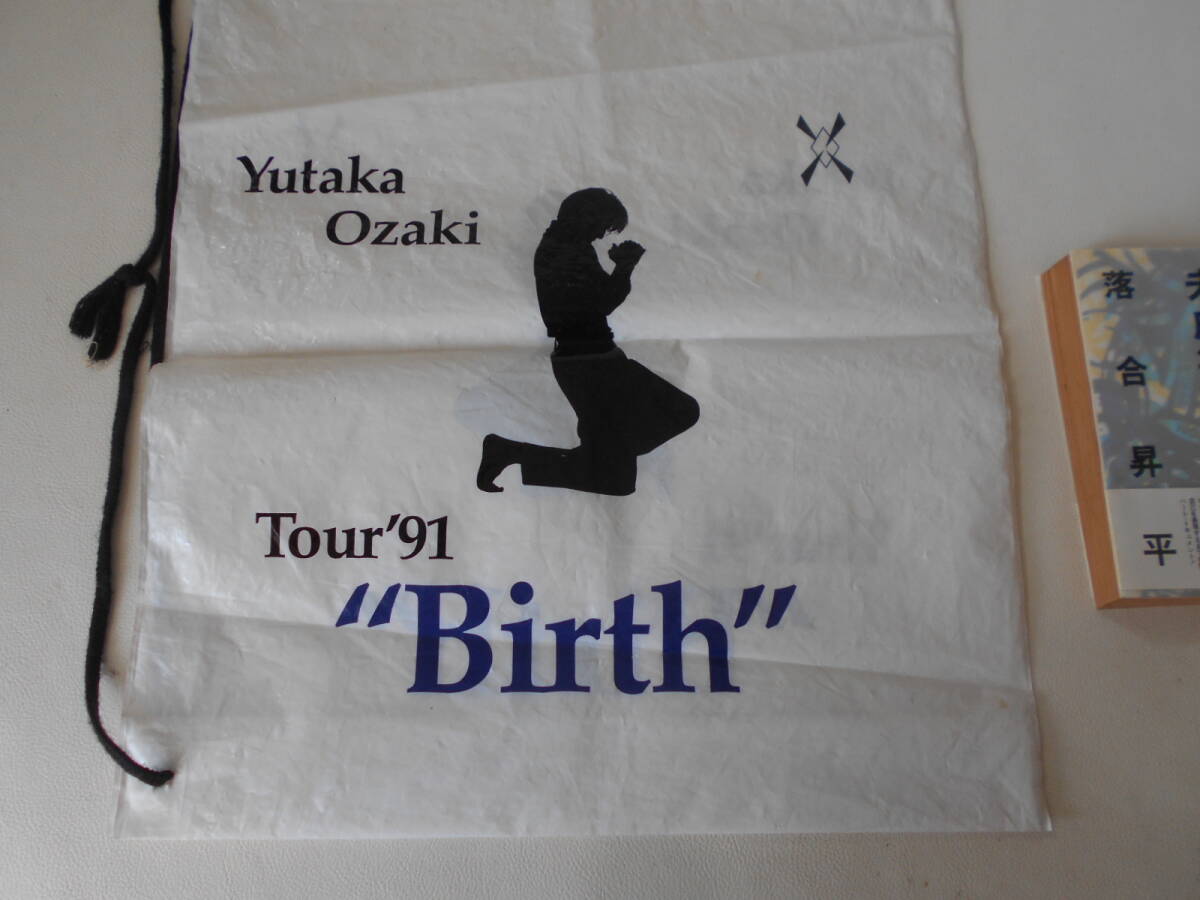 Yutaka
Ozaki
Tour'91
“Birth”
落合昇平